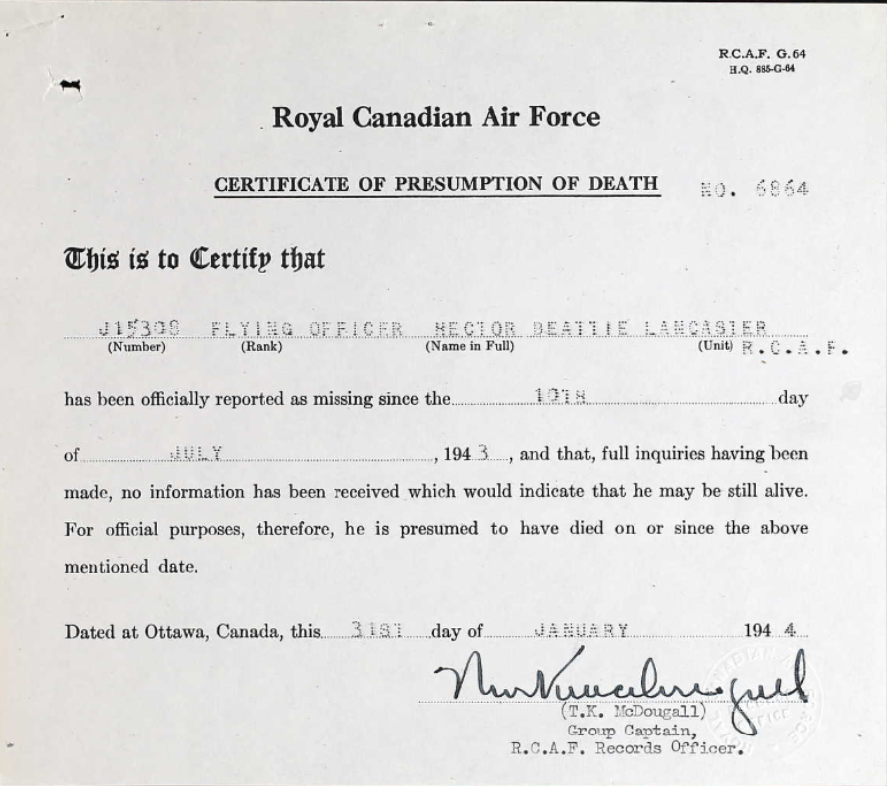 R.C.A.F. G.64
H.Q. 885-G-64
Royal Canadian Air Force
CERTIFICATE OF PRESUMPTION OF DEATH NO. 6864
This is to Certify that
J15308 FLYING OFFICER HECTOR BEATTIE LANCASTER
(Number) (Rank) (Name in Full) (Unit) R.C.A.F.
has been officially reported as missing since the 10TH day
of JULY, 1943, and that, full inquiries having been
made, no information has been received which would indicate that he may be still alive.
For official purposes, therefore, he is presumed to have died on or since the above
mentioned date.
Dated at Ottawa, Canada, this 31ST day of JANUARY 1944
(T.K. McDougall)
Group Captain,
R.C.A.F. Records Officer.